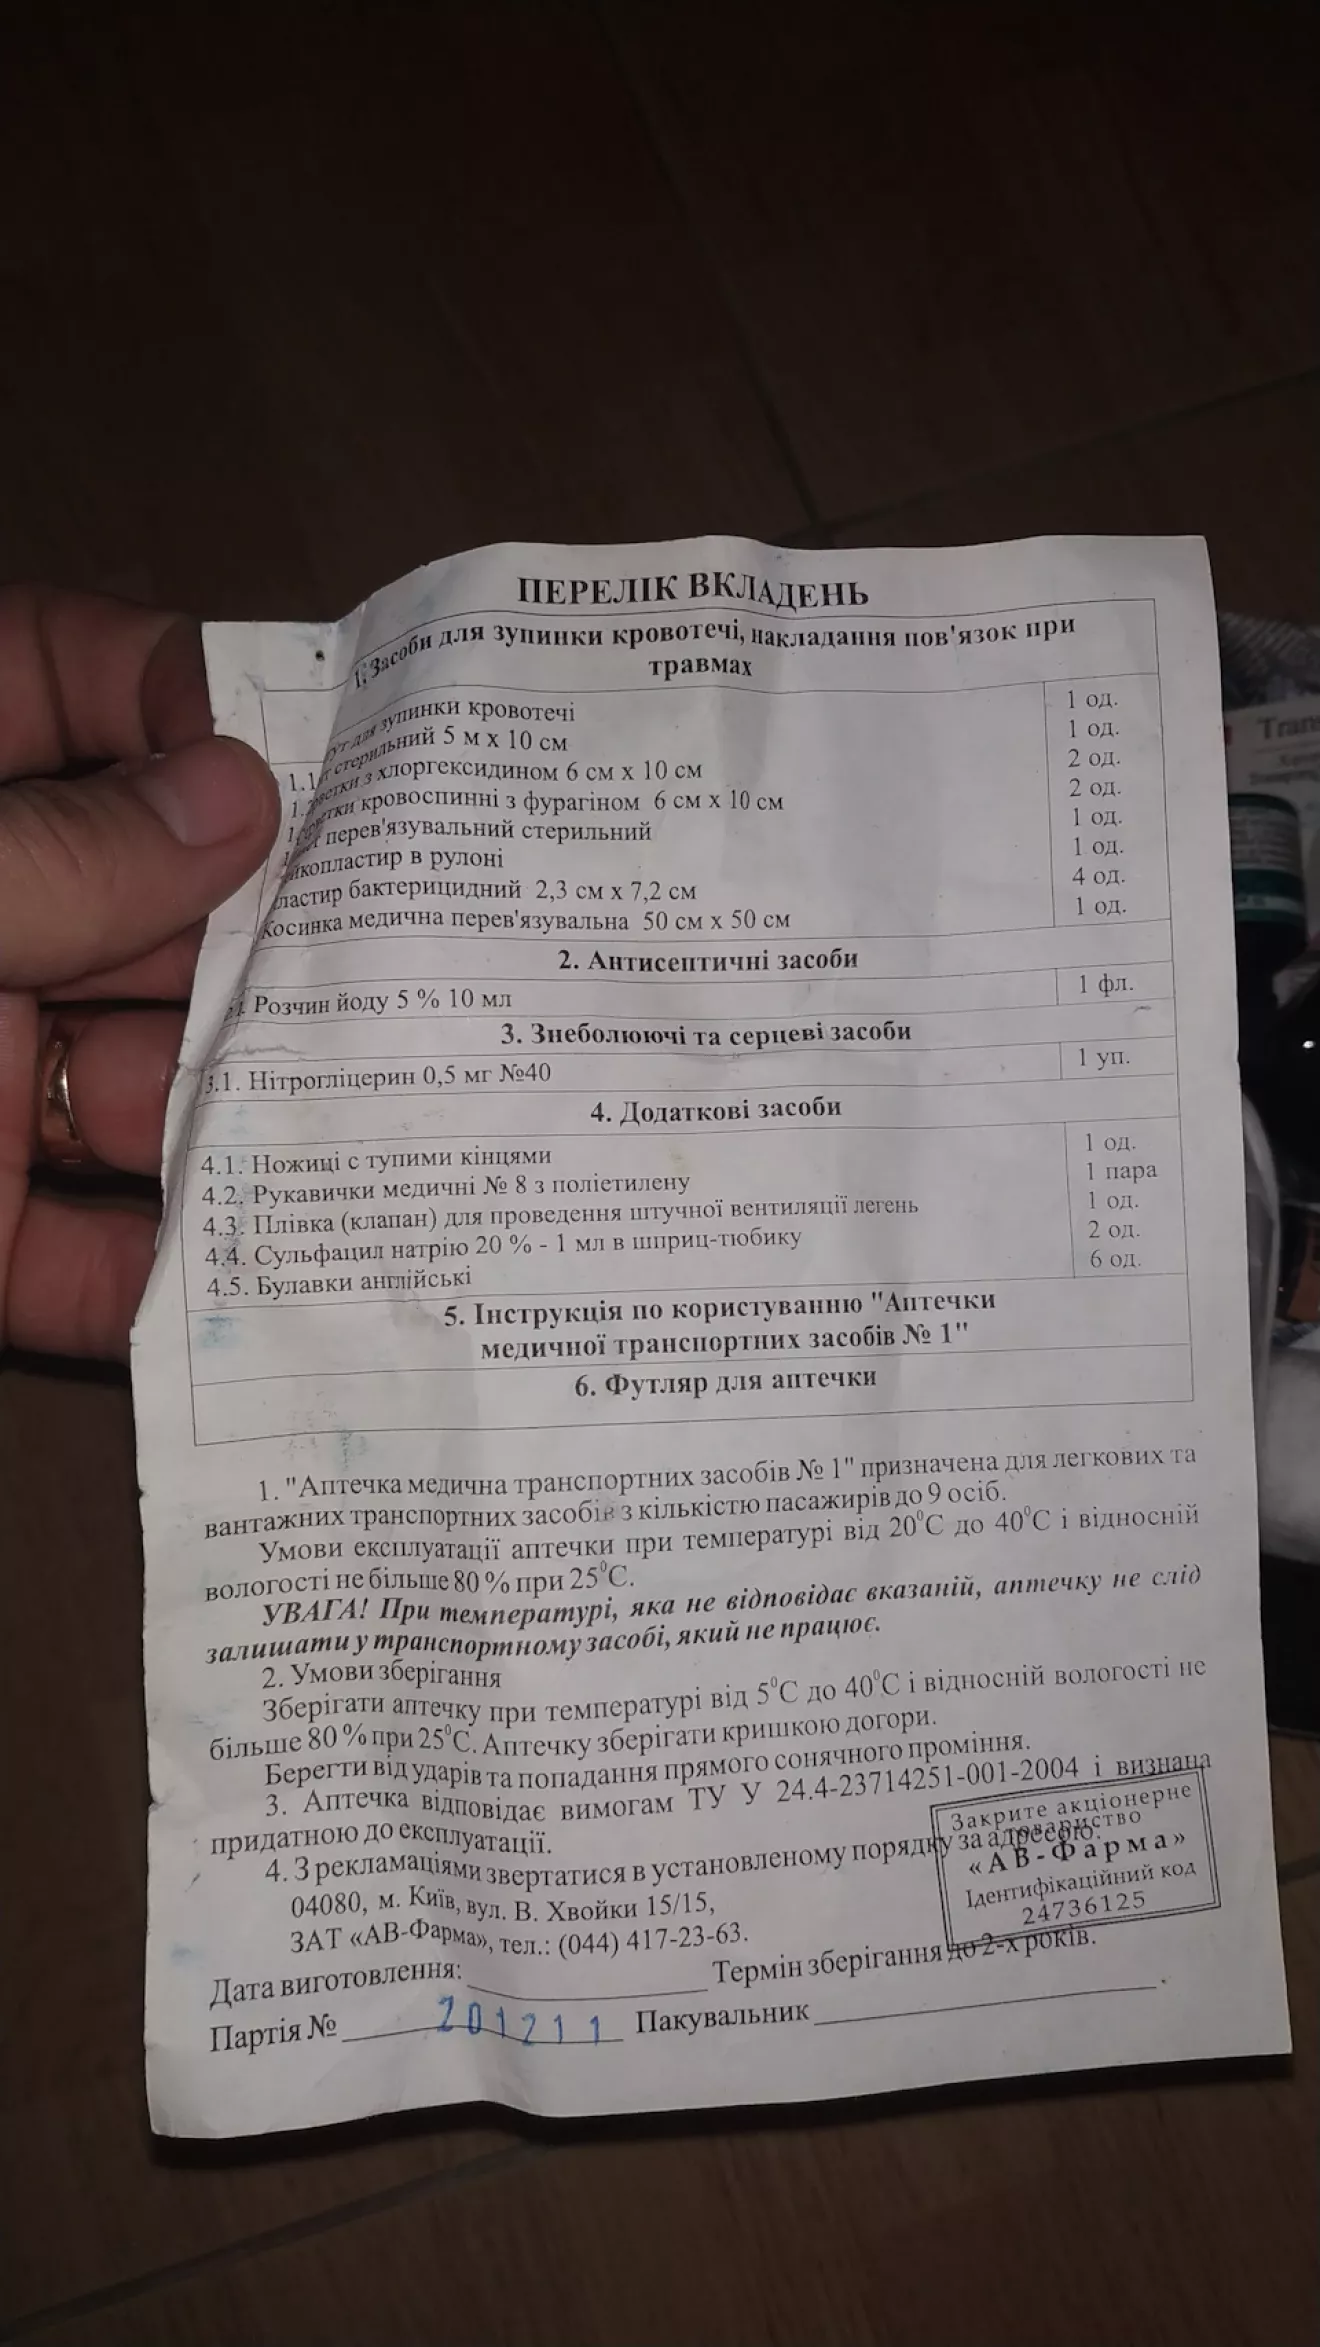 ПЕРЕЛІК ВКЛАДЕНЬ
1. Засоби для зупинки кровотечі, накладання пов'язок при
травмах
1.1 для зупинки кровотечі 1 од.
стерильний 5 м х 10 см 1 од.
з хлоргексидином 6 см х 10 см 2 од.
кровоспинні з фурагіном 6 см х 10 см 2 од.
перев'язувальний стерильний 1 од.
в рулоні 1 од.
бактерицидний 2,3 см х 7,2 см 4 од.
Косинка медична перев'язувальна 50 см х 50 см 1 од.
2. Антисептичні засоби
Розчин йоду 5 % 10 мл 1 фл.
3. Знеболюючі та серцеві засоби
3.1. Нітрогліцерин 0,5 мг №40 1 уп.
4. Додаткові засоби
4.1. Ножиці с тупими кінцями 1 од.
4.2. Рукавички медичні № 8 з поліетилену 1 пара
4.3. Плівка (клапан) для проведення штучної вентиляції легень 1 од.
4.4. Сульфацил натрію 20 % - 1 мл в шприц-тюбику 2 од.
4.5. Булавки англійські 6 од.
5. Інструкція по користуванню "Аптечки
медичної транспортних засобів № 1"
6. Футляр для аптечки
1. "Аптечка медична транспортних засобів № 1" призначена для легкових та
вантажних транспортних засобів з кількістю пасажирів до 9 осіб.
Умови експлуатації аптечки при температурі від 20⁰С до 40⁰С і відносній
вологості не більше 80 % при 25⁰С.
УВАГА! При температурі, яка не відповідає вказаній, аптечку не слід
залишати у транспортному засобі, який не працює.
2. Умови зберігання
Зберігати аптечку при температурі від 5⁰С до 40⁰С і відносній вологості не
більше 80 % при 25⁰С. Аптечку зберігати кришкою догори.
Берегти від ударів та попадання прямого сонячного проміння.
3. Аптечка відповідає вимогам ТУ У 24.4-23714251-001-2004 і визнана
придатною до експлуатації.
4. З рекламаціями звертатися в установленому порядку за адресою:
04080, м. Київ, вул. В. Хвойки 15/15,
ЗАТ «АВ-Фарма», тел.: (044) 417-23-63.
Закрите акціонерне
товариство
«АВ-Фарма»
Ідентифікаційний код
24736125
Дата виготовлення: Термін зберігання до 2-х років.
Партія № 201211 Пакувальник
Trans